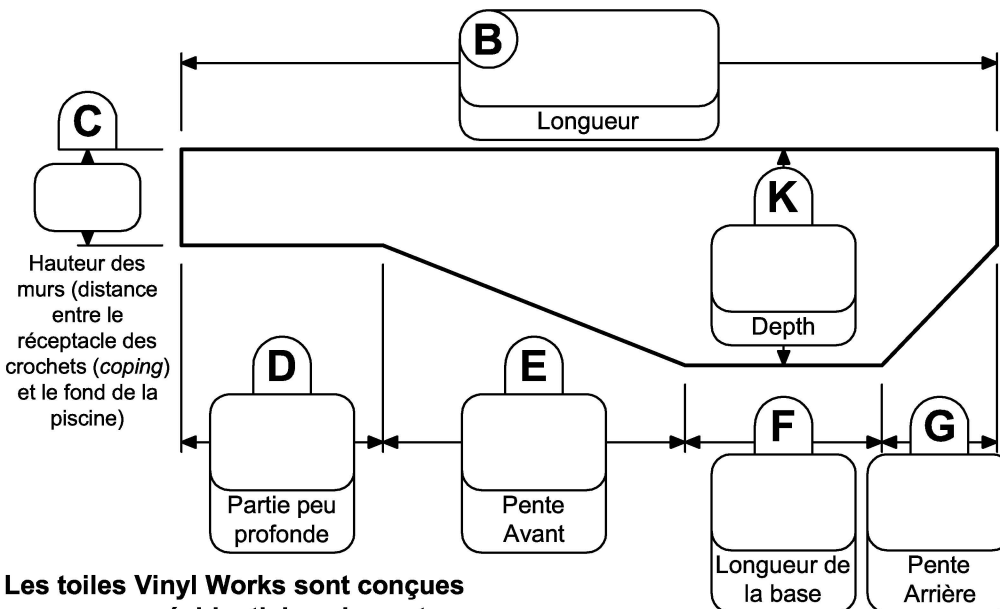 B
Longueur
C
Hauteur des
murs (distance
entre le
réceptacle des
crochets (coping)
et le fond de la
piscine)
K
Depth
D
Partie peu
profonde
E
Pente
Avant
F
Longueur de
la base
G
Pente
Arrière
Les toiles Vinyl Works sont conçues